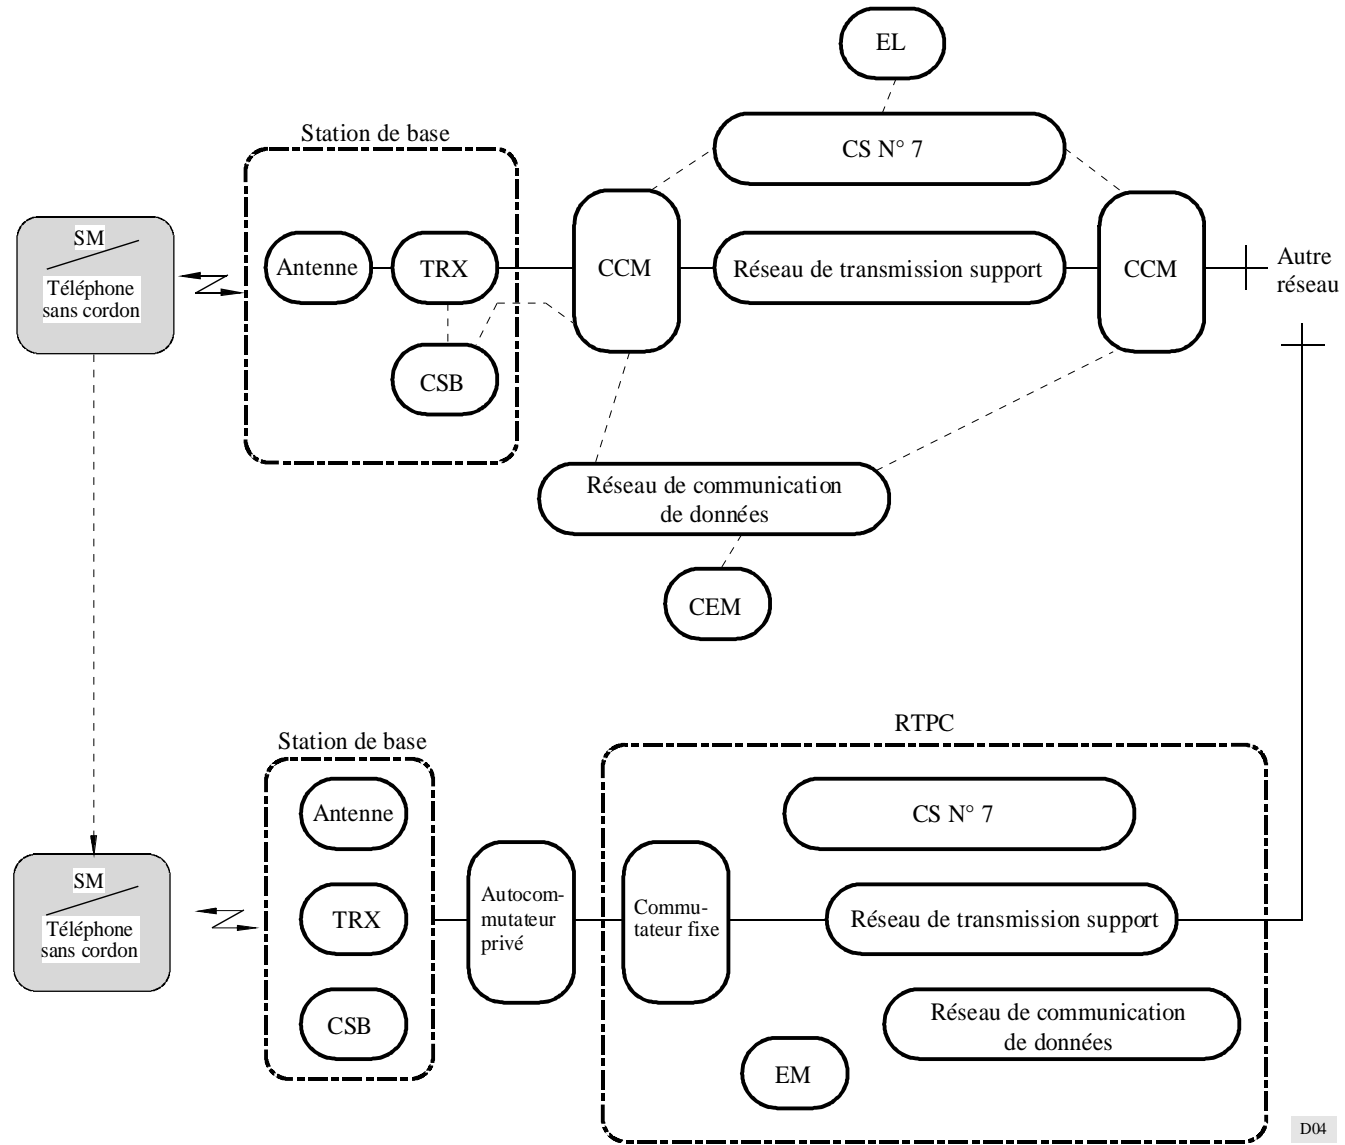 EL
Station de base
CS N° 7
SM
Téléphone
sans cordon
Antenne
TRX
CCM
Réseau de transmission support
CCM
Autre
réseau
CSB
Réseau de communication
de données
CEM
RTPC
Station de base
Antenne
CS N° 7
SM
Téléphone
sans cordon
TRX
Autocom-
mutateur
privé
Commu-
tateur fixe
Réseau de transmission support
CSB
Réseau de communication
de données
EM
D04